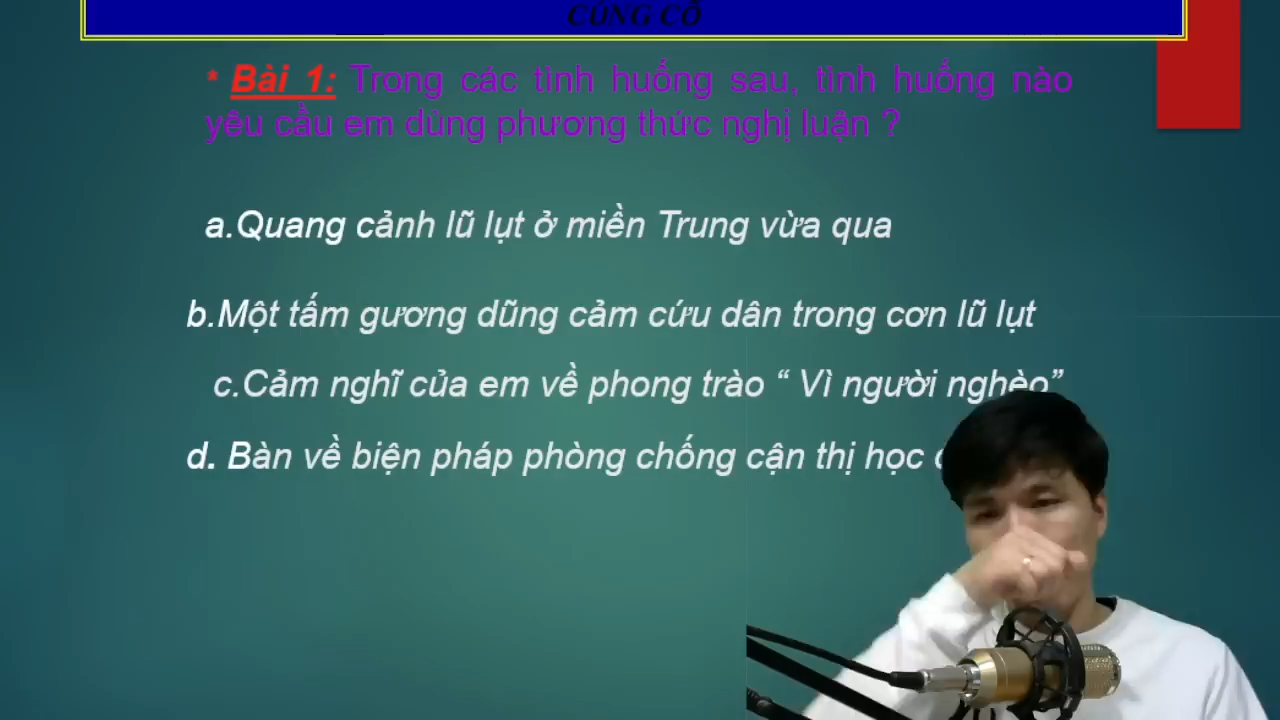 CỦNG CỐ
* Bài 1: Trong các tình huống sau, tình huống nào
yêu cầu em dùng phương thức nghị luận ?
a.Quang cảnh lũ lụt ở miền Trung vừa qua
b.Một tấm gương dũng cảm cứu dân trong cơn lũ lụt
c.Cảm nghĩ của em về phong trào “ Vì người nghèo”
d. Bàn về biện pháp phòng chống cận thị học